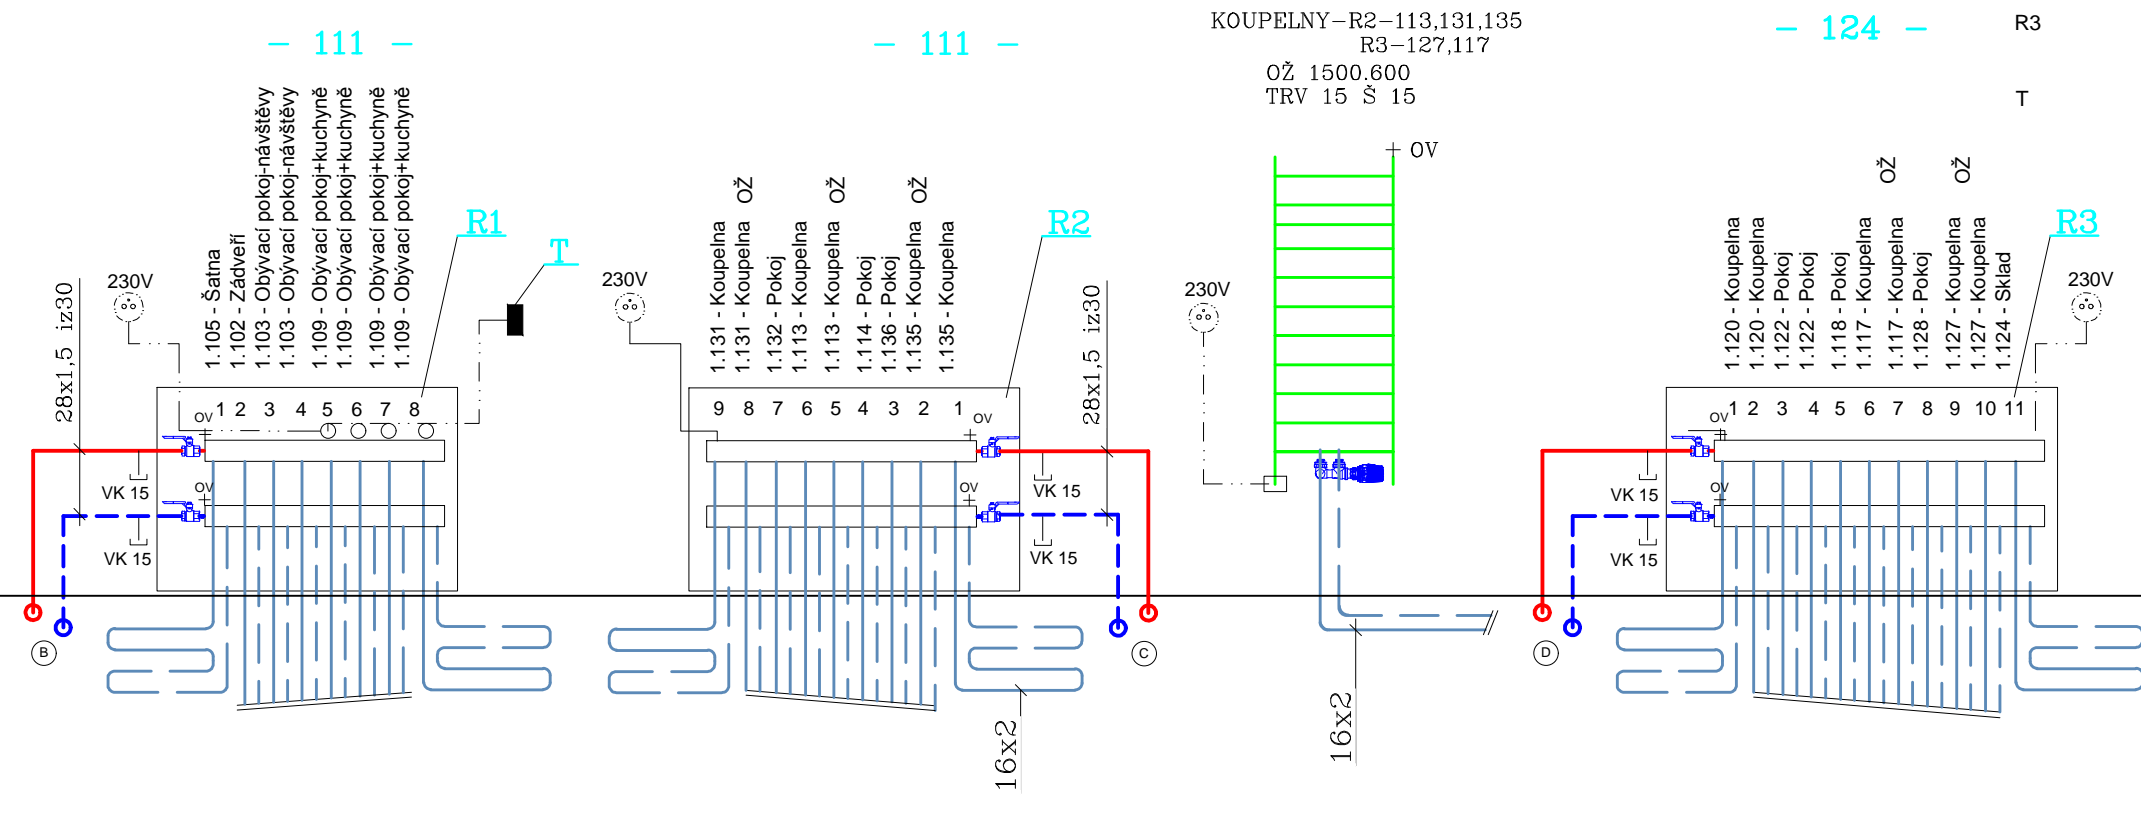 - 111 -
1.105 - Šatna
1.102 - Zádveří
1.103 - Obývací pokoj-návštěvy
1.103 - Obývací pokoj-návštěvy
1.109 - Obývací pokoj+kuchyně
1.109 - Obývací pokoj+kuchyně
1.109 - Obývací pokoj+kuchyně
1.109 - Obývací pokoj+kuchyně
R1
T
230V
28x1,5 iz30
1 2 3 4 5 6 7 8
OV
VK 15
OV
VK 15
B
- 111 -
1.131 - Koupelna
1.131 - Koupelna OŽ
1.132 - Pokoj
1.113 - Koupelna
1.113 - Koupelna OŽ
1.114 - Pokoj
1.136 - Pokoj
1.135 - Koupelna OŽ
1.135 - Koupelna
R2
230V
28x1,5 iz30
9 8 7 6 5 4 3 2 1
OV
VK 15
OV
VK 15
C
16x2
KOUPELNY-R2-113,131,135
R3-127,117
OŽ 1500.600
TRV 15 Š 15
OV
230V
16x2
- 124 -
R3
T
1.120 - Koupelna
1.120 - Koupelna
1.122 - Pokoj
1.122 - Pokoj
1.118 - Pokoj
1.117 - Koupelna
1.117 - Koupelna OŽ
1.128 - Pokoj
1.127 - Koupelna OŽ
1.127 - Koupelna
1.124 - Sklad
R3
230V
1 2 3 4 5 6 7 8 9 10 11
OV
VK 15
OV
VK 15
D